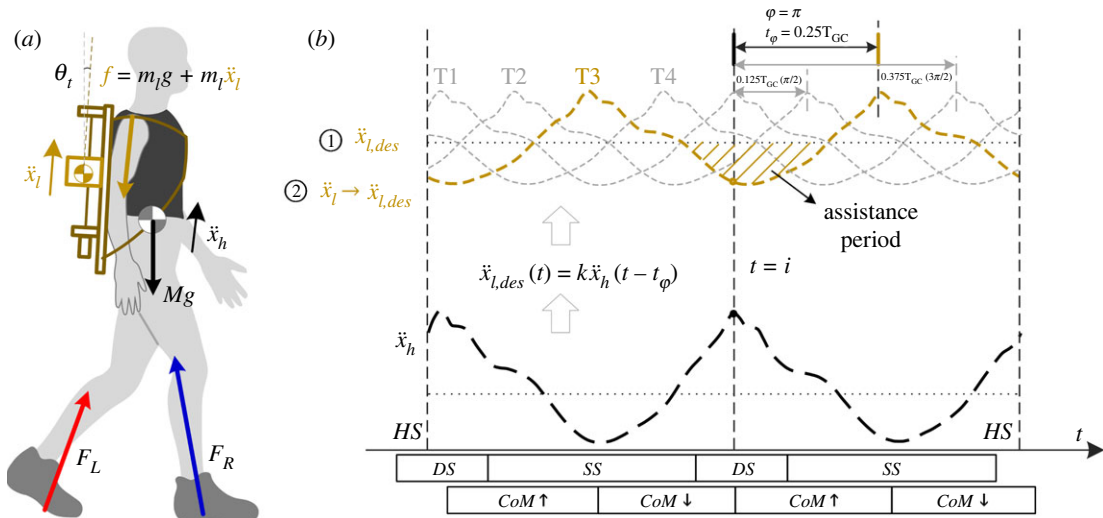 (a)
θt
f = mlg + mlẍl
ẍl
ẍh
Mg
FL
FR
(b)
φ = π
tφ = 0.25TGC
T1
T2
T3
T4
0.125TGC (π/2)
0.375TGC (3π/2)
① ẍl,des
② ẍl → ẍl,des
assistance
period
ẍl,des (t) = kẍh (t – tφ)
t = i
ẍh
HS
HS
t
DS
SS
DS
SS
CoM ↑
CoM ↓
CoM ↑
CoM ↓